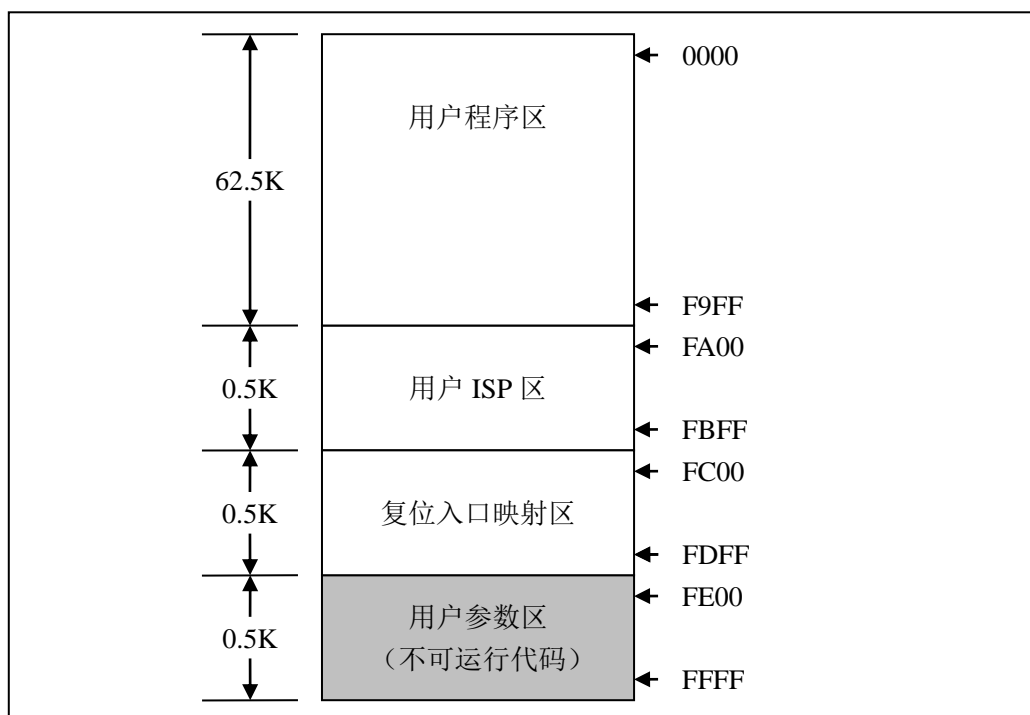 0000
用户程序区
62.5K
F9FF
FA00
用户 ISP 区
0.5K
FBFF
FC00
复位入口映射区
0.5K
FDFF
FE00
用户参数区
0.5K
（不可运行代码）
FFFF